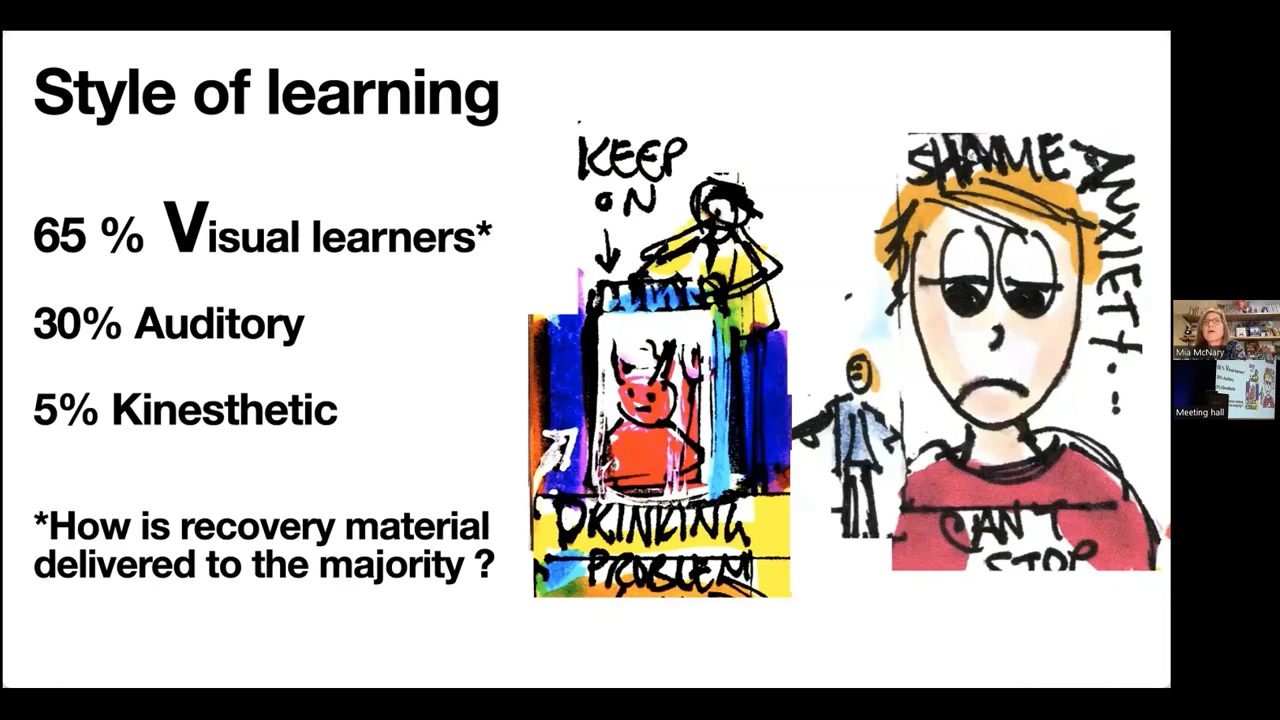 Style of learning
65 % Visual learners*
30% Auditory
5% Kinesthetic
*How is recovery material
delivered to the majority ?
KEEP
ON
DRINKING
PROBLEM
SHAME
ANXIETY...
CAN'T
STOP
Mia McNary
Meeting hall